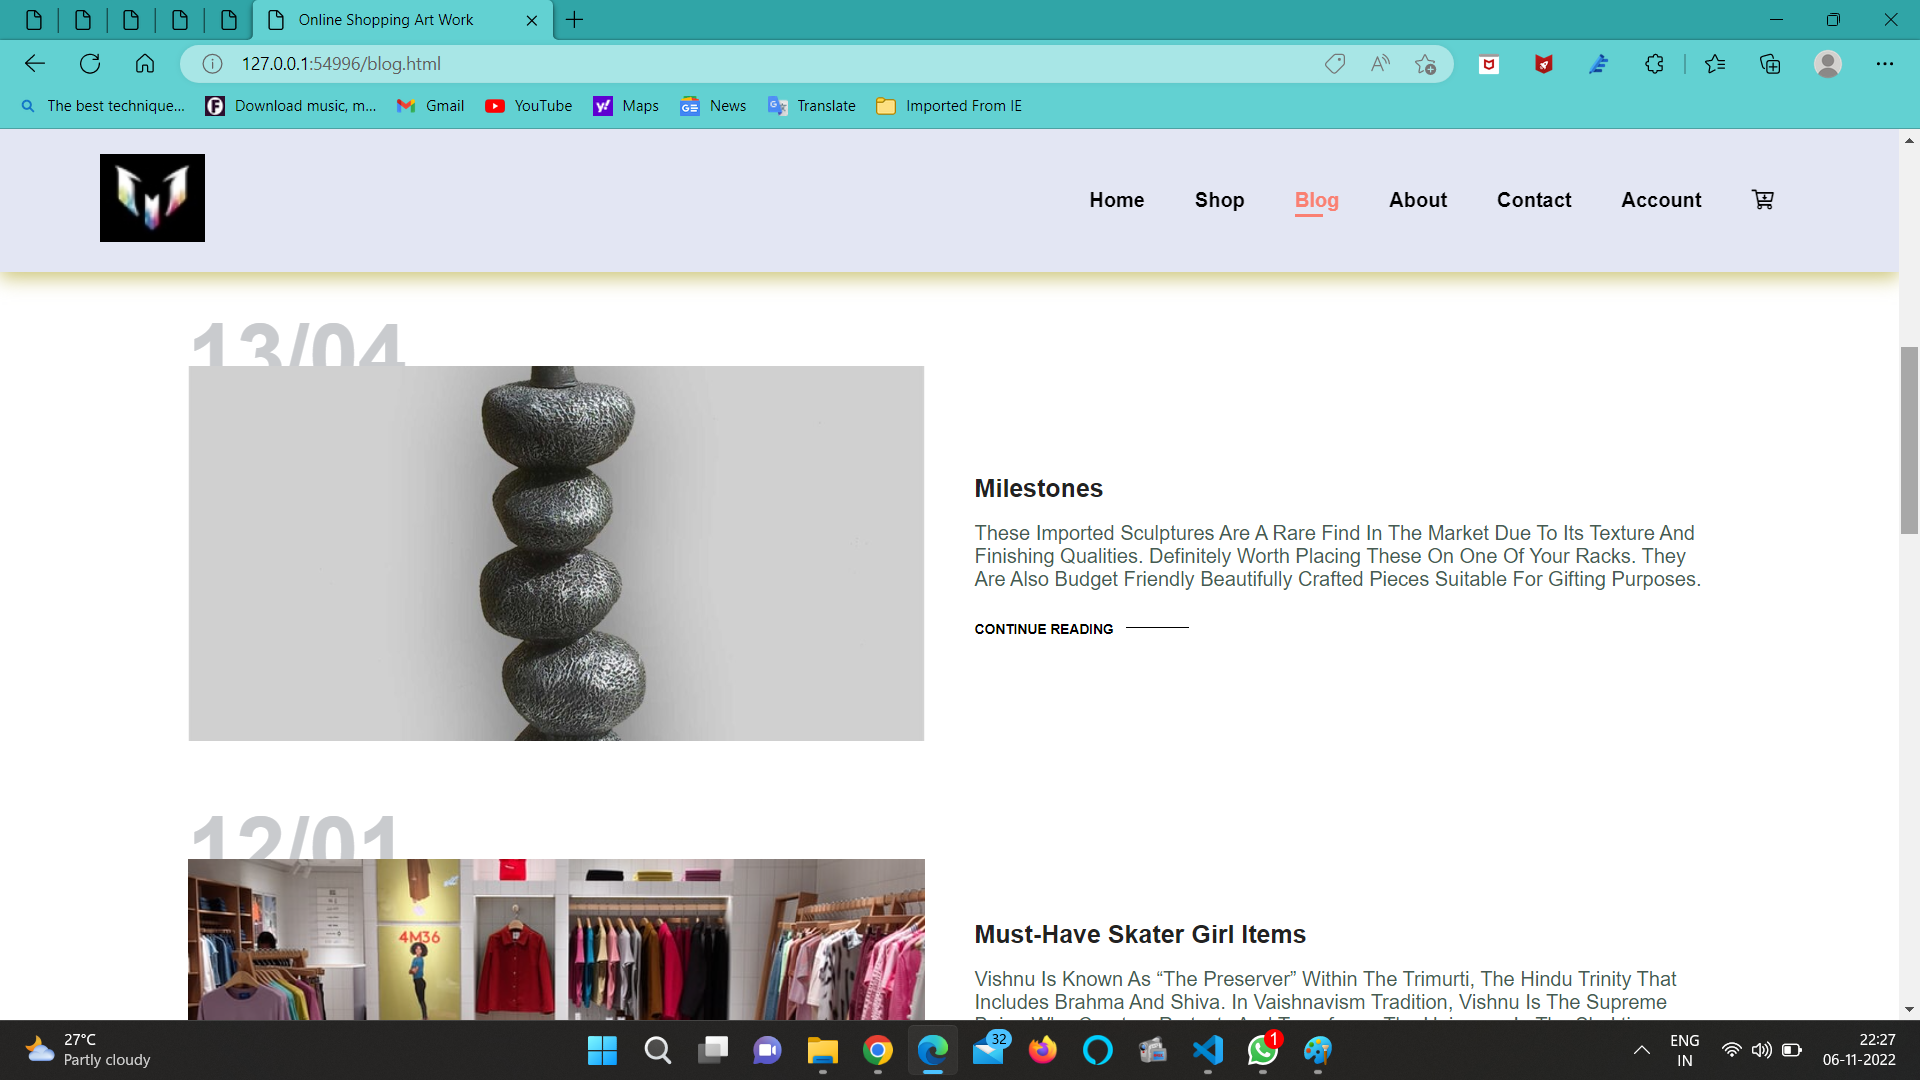 Online Shopping Art Work
127.0.0.1:54996/blog.html
The best technique... Download music, m... Gmail YouTube Maps News Translate Imported From IE
Home Shop Blog About Contact Account
13/04
Milestones
These Imported Sculptures Are A Rare Find In The Market Due To Its Texture And
Finishing Qualities. Definitely Worth Placing These On One Of Your Racks. They
Are Also Budget Friendly Beautifully Crafted Pieces Suitable For Gifting Purposes.
CONTINUE READING
12/01
4M36
Must-Have Skater Girl Items
Vishnu Is Known As “The Preserver” Within The Trimurti, The Hindu Trinity That
Includes Brahma And Shiva. In Vaishnavism Tradition, Vishnu Is The Supreme
27°C
Partly cloudy
32
1
ENG
IN
22:27
06-11-2022